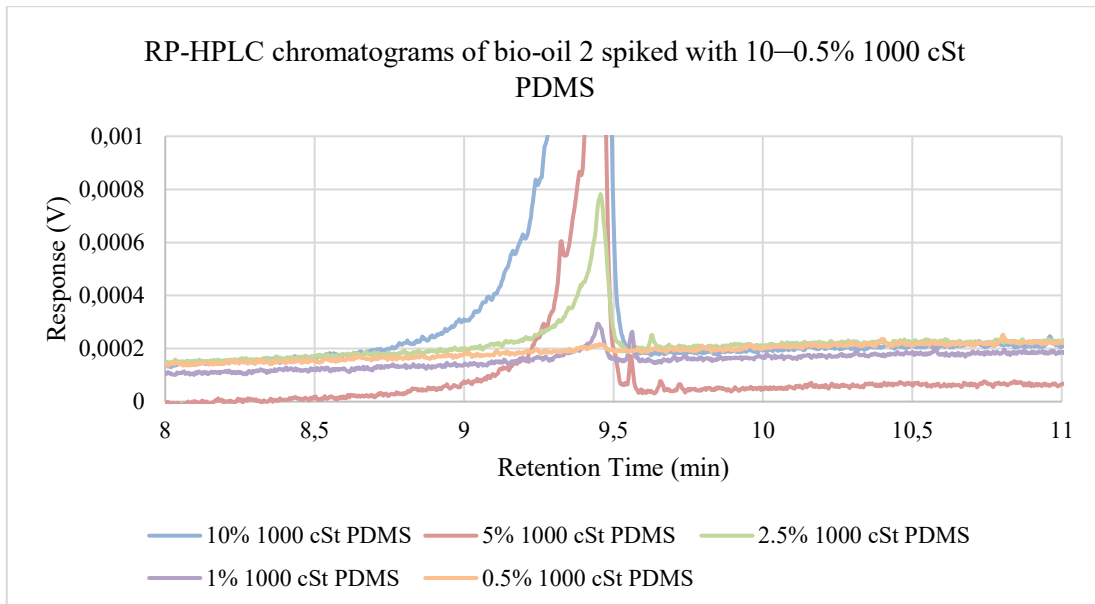 RP-HPLC chromatograms of bio-oil 2 spiked with 10–0.5% 1000 cSt
PDMS
Response (V)
0,001
0,0008
0,0006
0,0004
0,0002
0
8 8,5 9 9,5 10 10,5 11
Retention Time (min)
10% 1000 cSt PDMS 5% 1000 cSt PDMS 2.5% 1000 cSt PDMS
1% 1000 cSt PDMS 0.5% 1000 cSt PDMS